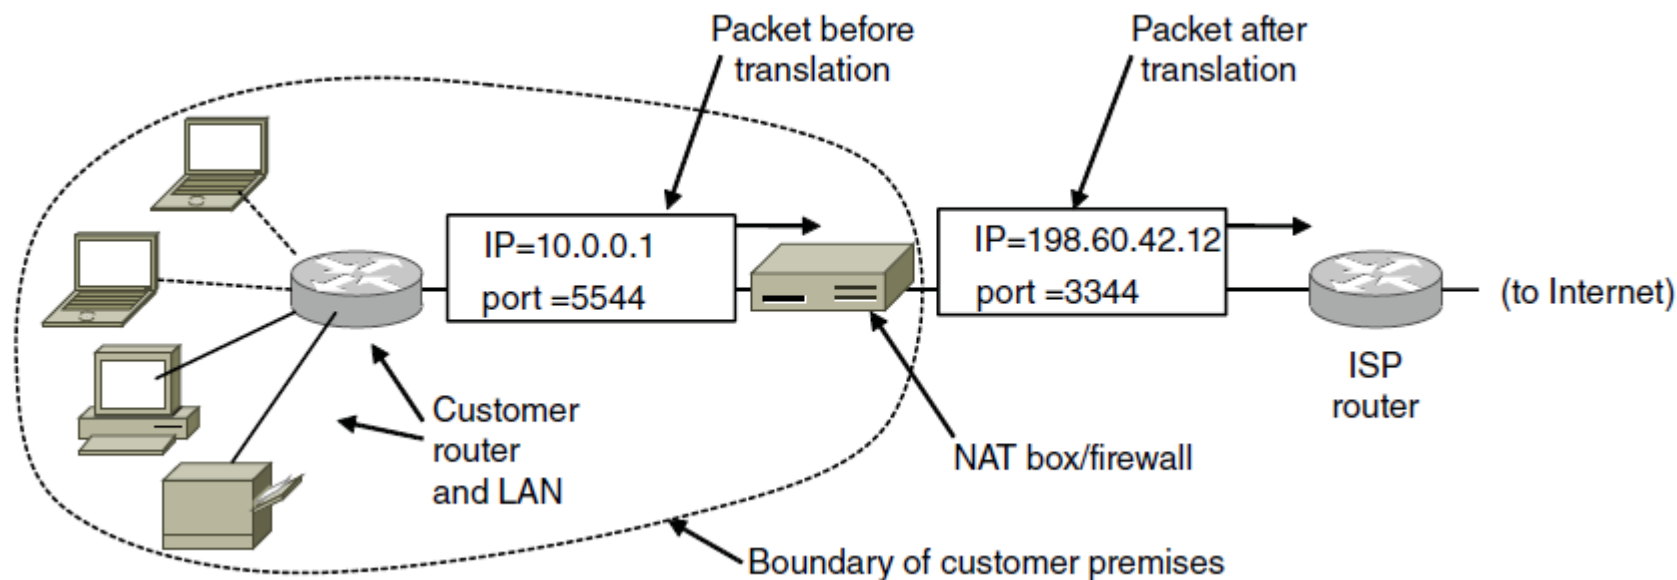 Packet before
translation
Packet after
translation
IP=10.0.0.1
port =5544
IP=198.60.42.12
port =3344
(to Internet)
ISP
router
Customer
router
and LAN
NAT box/firewall
Boundary of customer premises